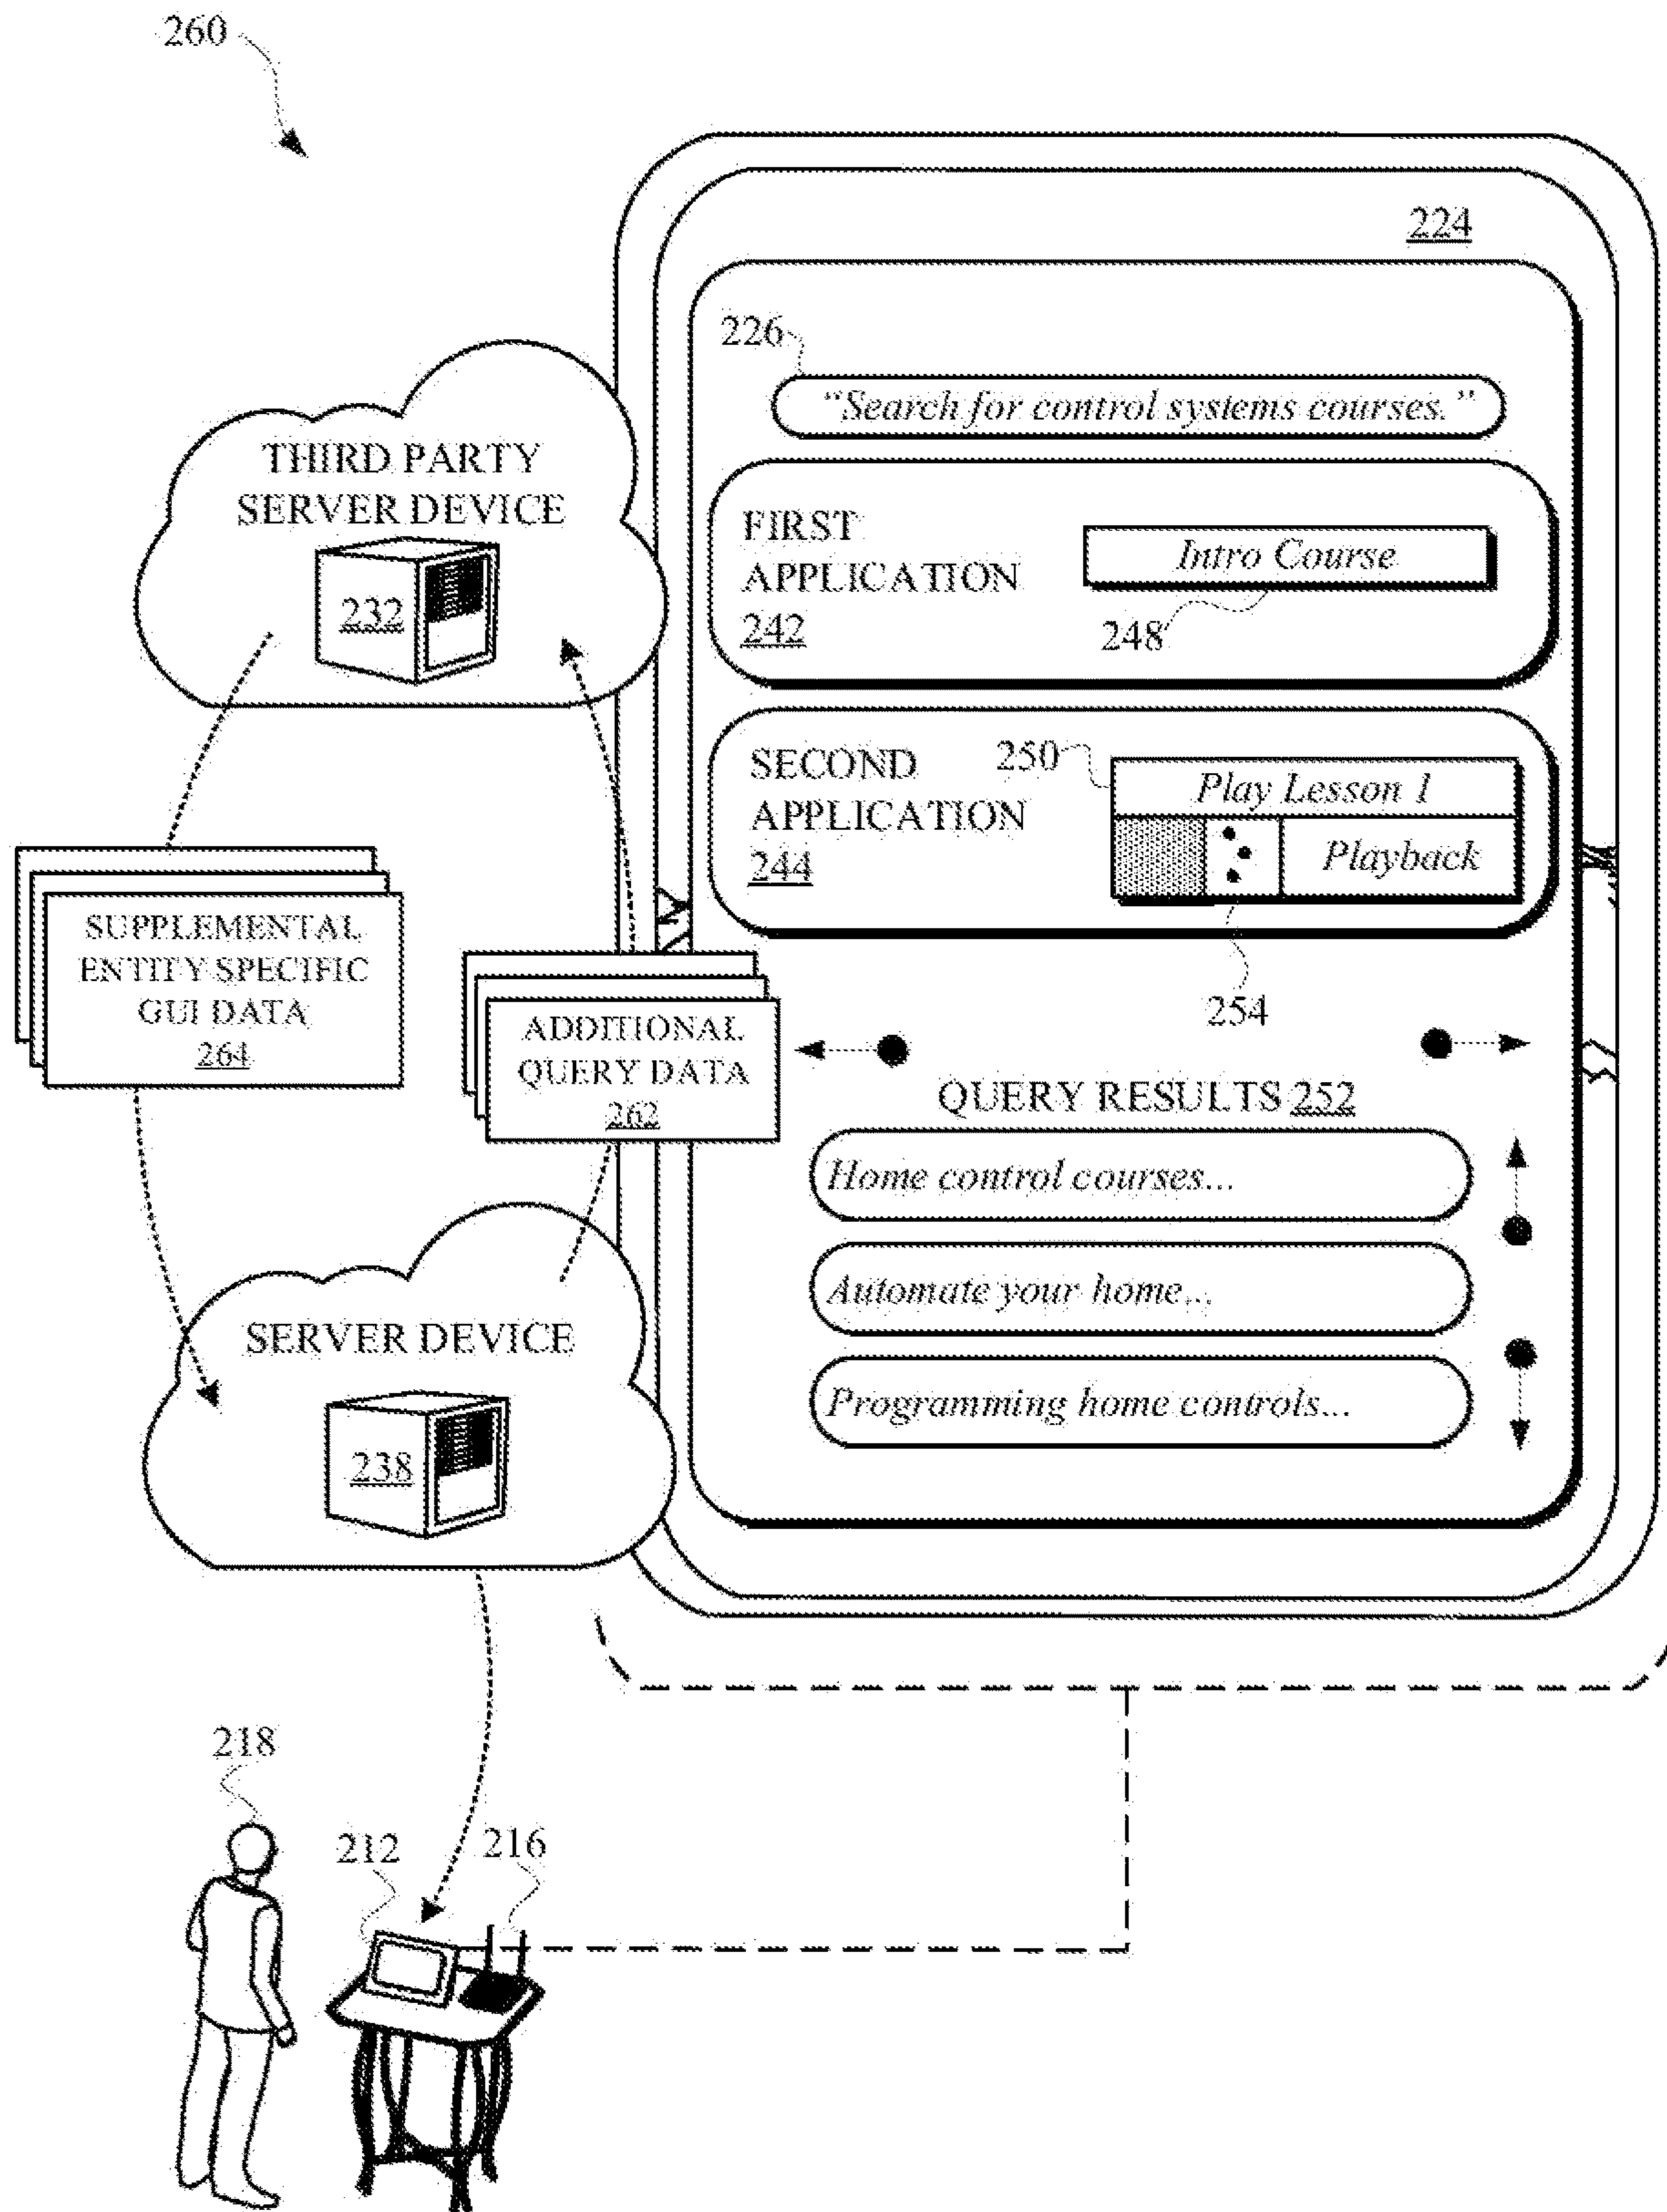 260
224
226
“Search for control systems courses.”
THIRD PARTY
SERVER DEVICE
232
FIRST
APPLICATION
242
Intro Course
248
SECOND
APPLICATION
244
250
Play Lesson 1
Playback
254
SUPPLEMENTAL
ENTITY SPECIFIC
GUI DATA
264
ADDITIONAL
QUERY DATA
262
QUERY RESULTS 252
Home control courses...
Automate your home...
Programming home controls...
SERVER DEVICE
238
218
212
216